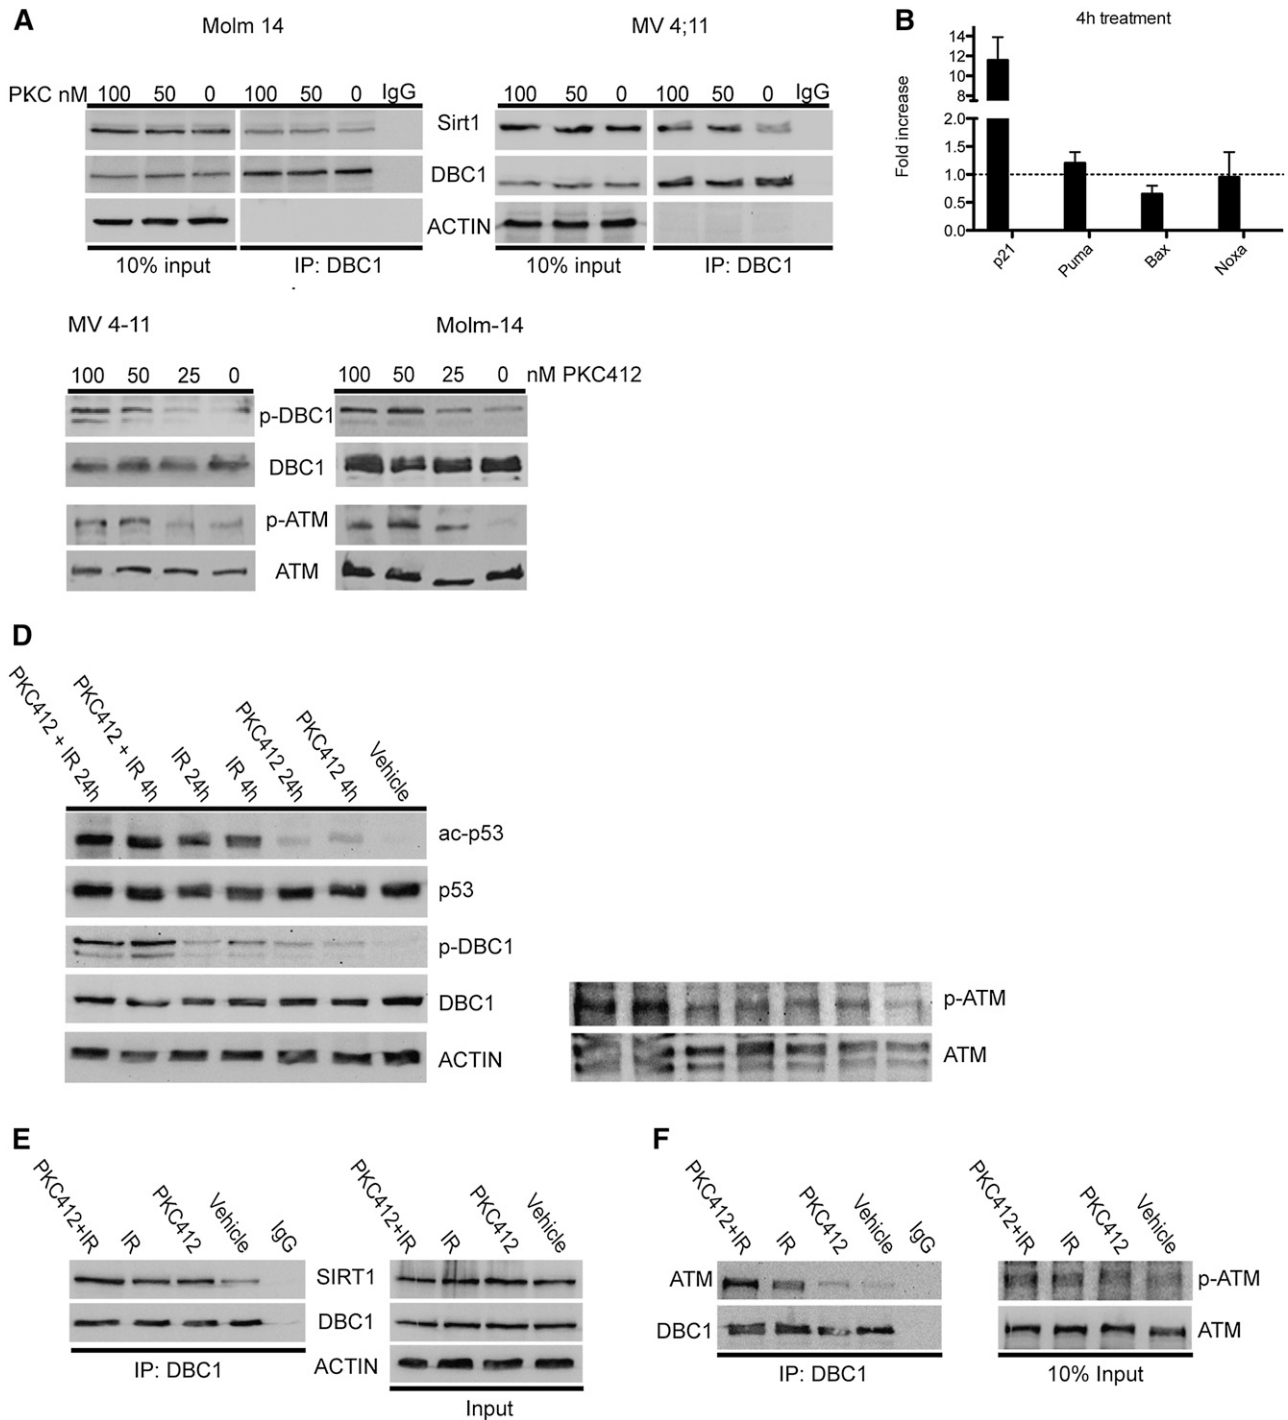 A
Molm 14
MV 4;11
PKC nM 100 50 0 100 50 0 IgG
100 50 0 100 50 0 IgG
Sirt1
DBC1
ACTIN
10% input
IP: DBC1
10% input
IP: DBC1
B
4h treatment
Fold increase
14
12
10
8
2.0
1.5
1.0
0.5
0.0
p21
Puma
Bax
Noxa
MV 4-11
Molm-14
100 50 25 0
100 50 25 0 nM PKC412
p-DBC1
DBC1
p-ATM
ATM
D
PKC412 + IR 24h
PKC412 + IR 4h
IR 24h
IR 4h
PKC412 24h
PKC412 4h
Vehicle
ac-p53
p53
p-DBC1
DBC1
ACTIN
p-ATM
ATM
E
PKC412+IR
IR
PKC412
Vehicle
IgG
PKC412+IR
IR
PKC412
Vehicle
SIRT1
DBC1
ACTIN
IP: DBC1
Input
F
PKC412+IR
IR
PKC412
Vehicle
IgG
ATM
DBC1
IP: DBC1
PKC412+IR
IR
PKC412
Vehicle
p-ATM
ATM
10% Input